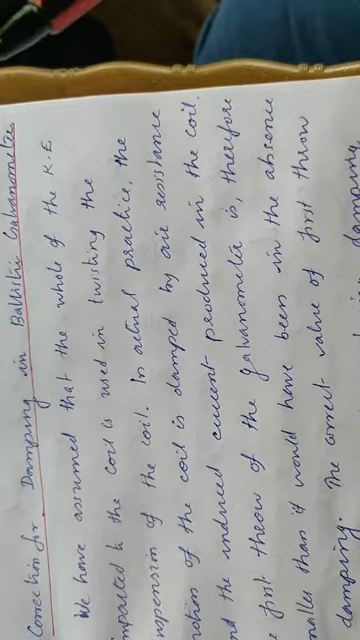 Correction for Damping in Ballistic Galvanometer
We have assumed that the whole of the K.E
imparted to the coil is used in twisting the
suspension of the coil. In actual practice, the
motion of the coil is damped by air resistance
and the induced current produced in the coil.
first throw of the galvanometer is, therefore
smaller than it would have been in the absence
damping. The correct value of first throw
damping,